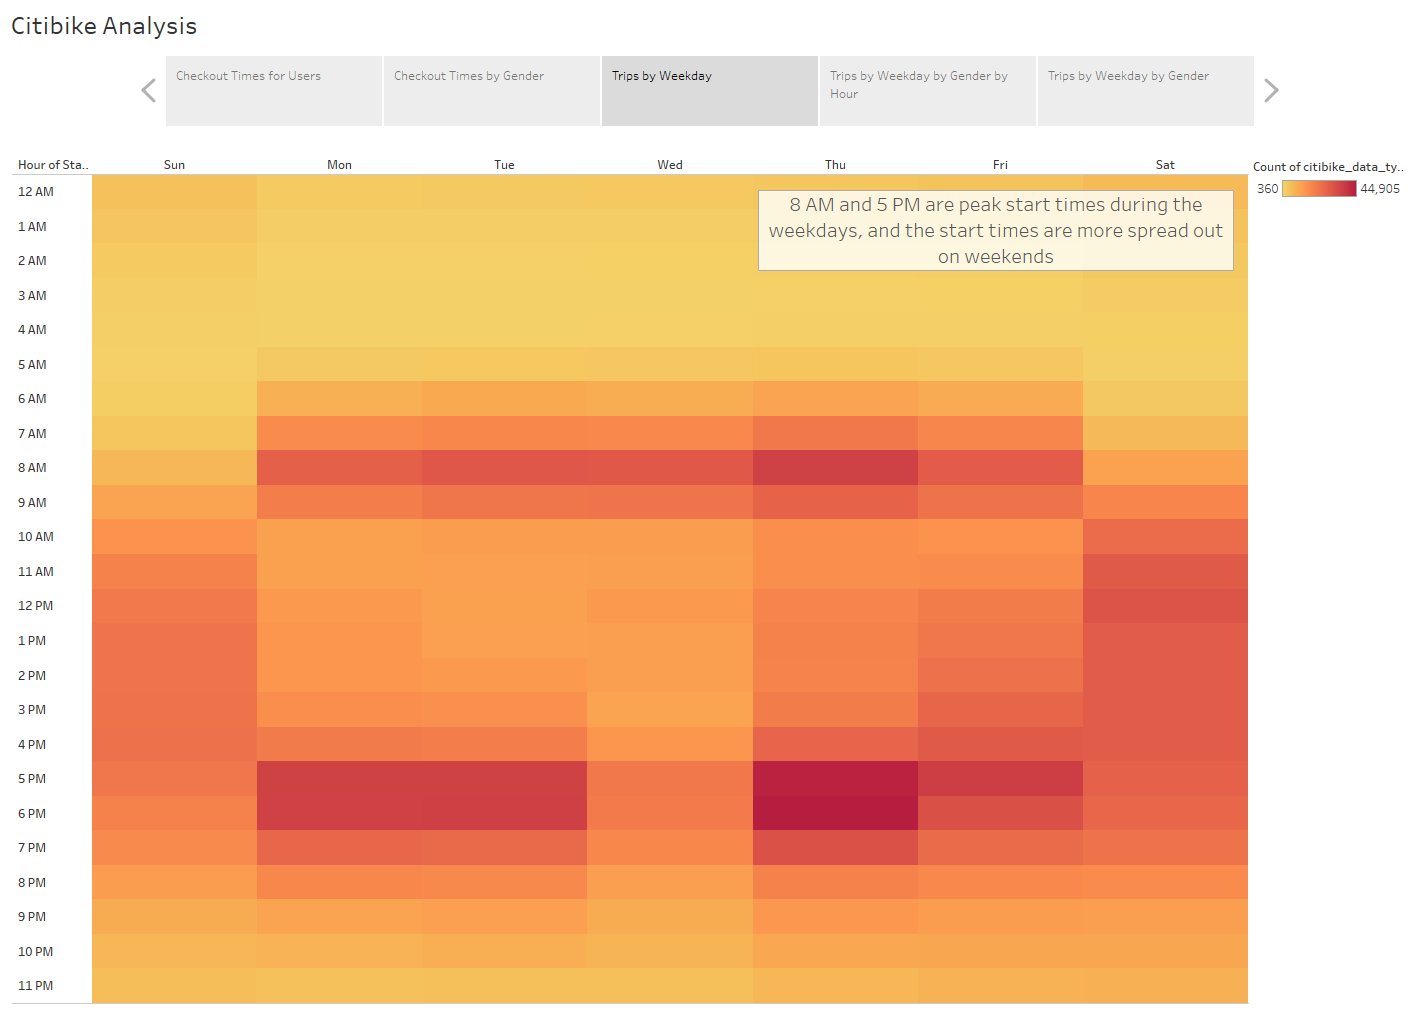 Citibike Analysis
Checkout Times for Users
Checkout Times by Gender
Trips by Weekday
Trips by Weekday by Gender by
Hour
Trips by Weekday by Gender
Hour of Sta.. Sun Mon Tue Wed Thu Fri Sat
Count of citibike_data_ty..
360 44,905
12 AM
8 AM and 5 PM are peak start times during the
weekdays, and the start times are more spread out
on weekends
1 AM
2 AM
3 AM
4 AM
5 AM
6 AM
7 AM
8 AM
9 AM
10 AM
11 AM
12 PM
1 PM
2 PM
3 PM
4 PM
5 PM
6 PM
7 PM
8 PM
9 PM
10 PM
11 PM